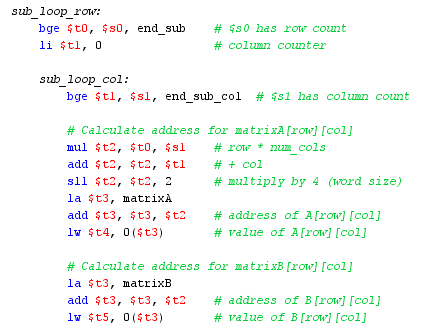 sub_loop_row:
bge $t0, $s0, end_sub # $s0 has row count
li $t1, 0 # column counter
sub_loop_col:
bge $t1, $s1, end_sub_col # $s1 has column count
# Calculate address for matrixA[row][col]
mul $t2, $t0, $s1 # row * num_cols
add $t2, $t2, $t1 # + col
sll $t2, $t2, 2 # multiply by 4 (word size)
la $t3, matrixA
add $t3, $t3, $t2 # address of A[row][col]
lw $t4, 0($t3) # value of A[row][col]
# Calculate address for matrixB[row][col]
la $t3, matrixB
add $t3, $t3, $t2 # address of B[row][col]
lw $t5, 0($t3) # value of B[row][col]